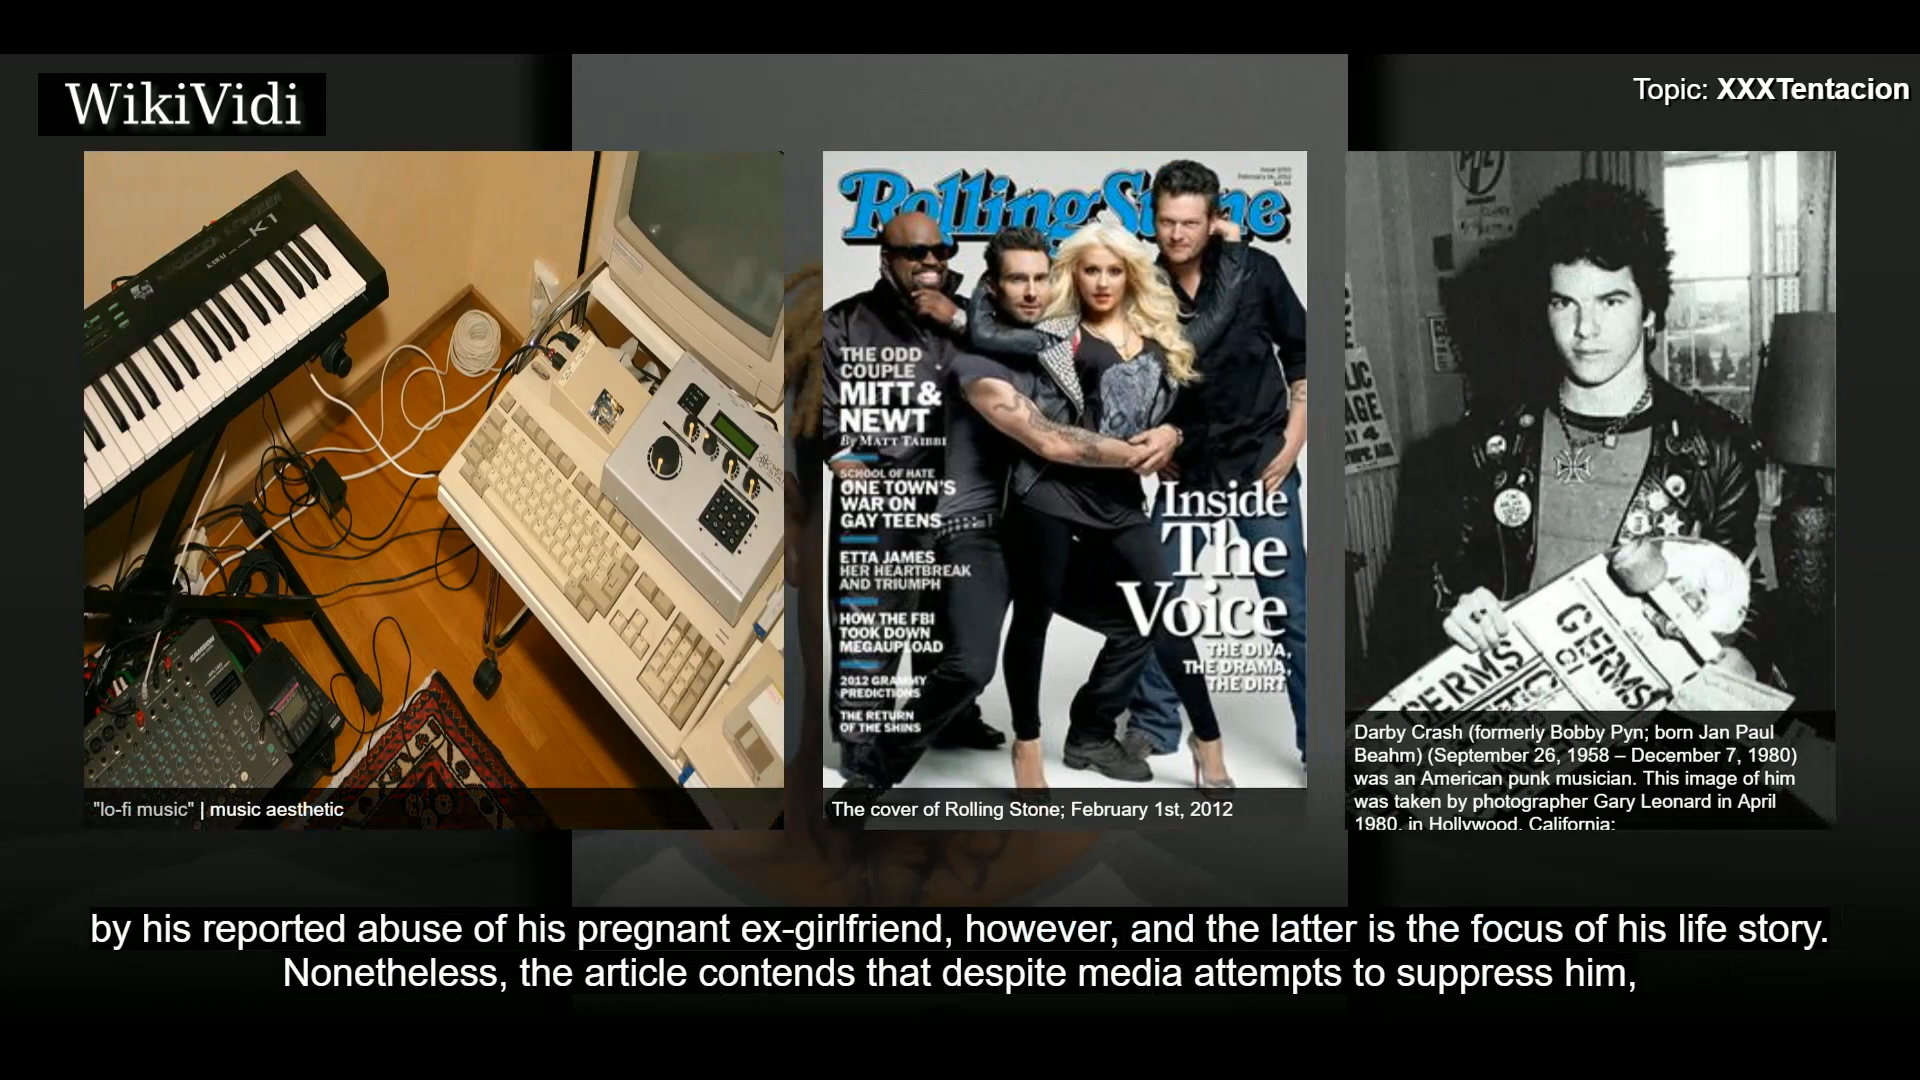 WikiVidi
Topic: XXXTentacion
KAWAI
K1
SAMSON
"lo-fi music" | music aesthetic
Rolling Stone
THE ODD
COUPLE
MITT &
NEWT
BY MATT TAIBBI
SCHOOL OF HATE
ONE TOWN'S
WAR ON
GAY TEENS
ETTA JAMES
HER HEARTBREAK
AND TRIUMPH
HOW THE FBI
TOOK DOWN
MEGAUPLOAD
2012 GRAMMY
PREDICTIONS
THE RETURN
OF THE SHINS
Inside
The
Voice
THE DIVA,
THE DRAMA,
THE DIRT
The cover of Rolling Stone; February 1st, 2012
GERMS
GERMS
Darby Crash (formerly Bobby Pyn; born Jan Paul
Beahm) (September 26, 1958 – December 7, 1980)
was an American punk musician. This image of him
was taken by photographer Gary Leonard in April
1980, in Hollywood, California:
by his reported abuse of his pregnant ex-girlfriend, however, and the latter is the focus of his life story.
Nonetheless, the article contends that despite media attempts to suppress him,